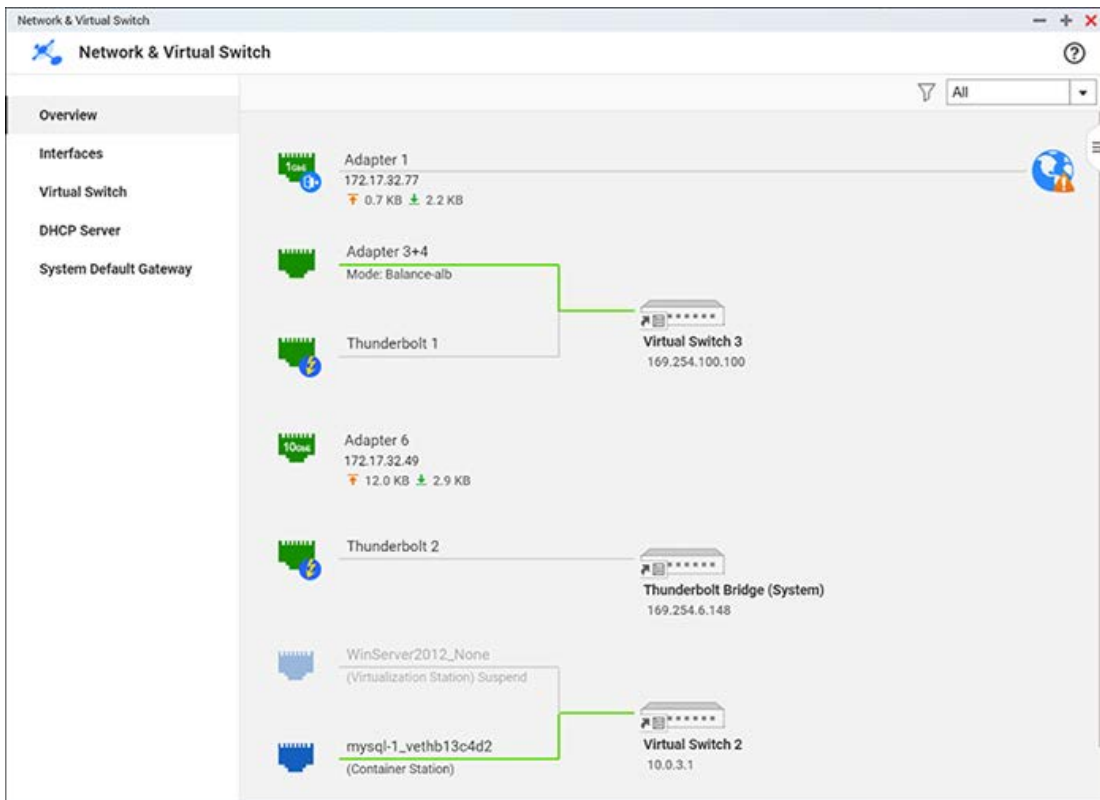 Network & Virtual Switch
Network & Virtual Switch
All
Overview
Interfaces
Virtual Switch
DHCP Server
System Default Gateway
1GbE
Adapter 1
172.17.32.77
0.7 KB 2.2 KB
Adapter 3+4
Mode: Balance-alb
Thunderbolt 1
Virtual Switch 3
169.254.100.100
10GbE
Adapter 6
172.17.32.49
12.0 KB 2.9 KB
Thunderbolt 2
Thunderbolt Bridge (System)
169.254.6.148
WinServer2012_None
(Virtualization Station) Suspend
mysql-1_vethb13c4d2
(Container Station)
Virtual Switch 2
10.0.3.1